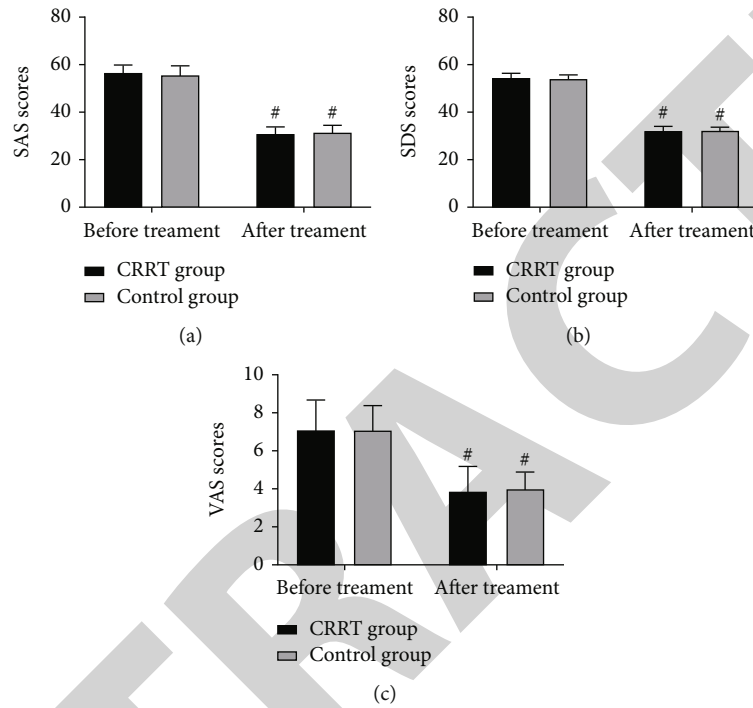 80
60
40
20
0
SAS scores
# #
Before treament After treament
CRRT group
Control group
(a)
80
60
40
20
0
SDS scores
# #
Before treament After treament
CRRT group
Control group
(b)
10
8
6
4
2
0
VAS scores
# #
Before treament After treament
CRRT group
Control group
(c)